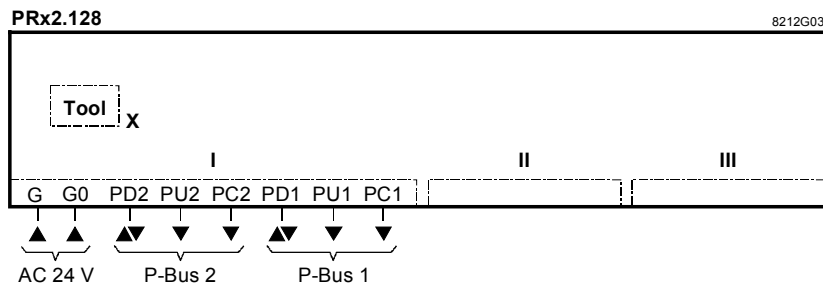 PRx2.128 8212G03
Tool X
I II III
G G0 PD2 PU2 PC2 PD1 PU1 PC1
AC 24 V P-Bus 2 P-Bus 1